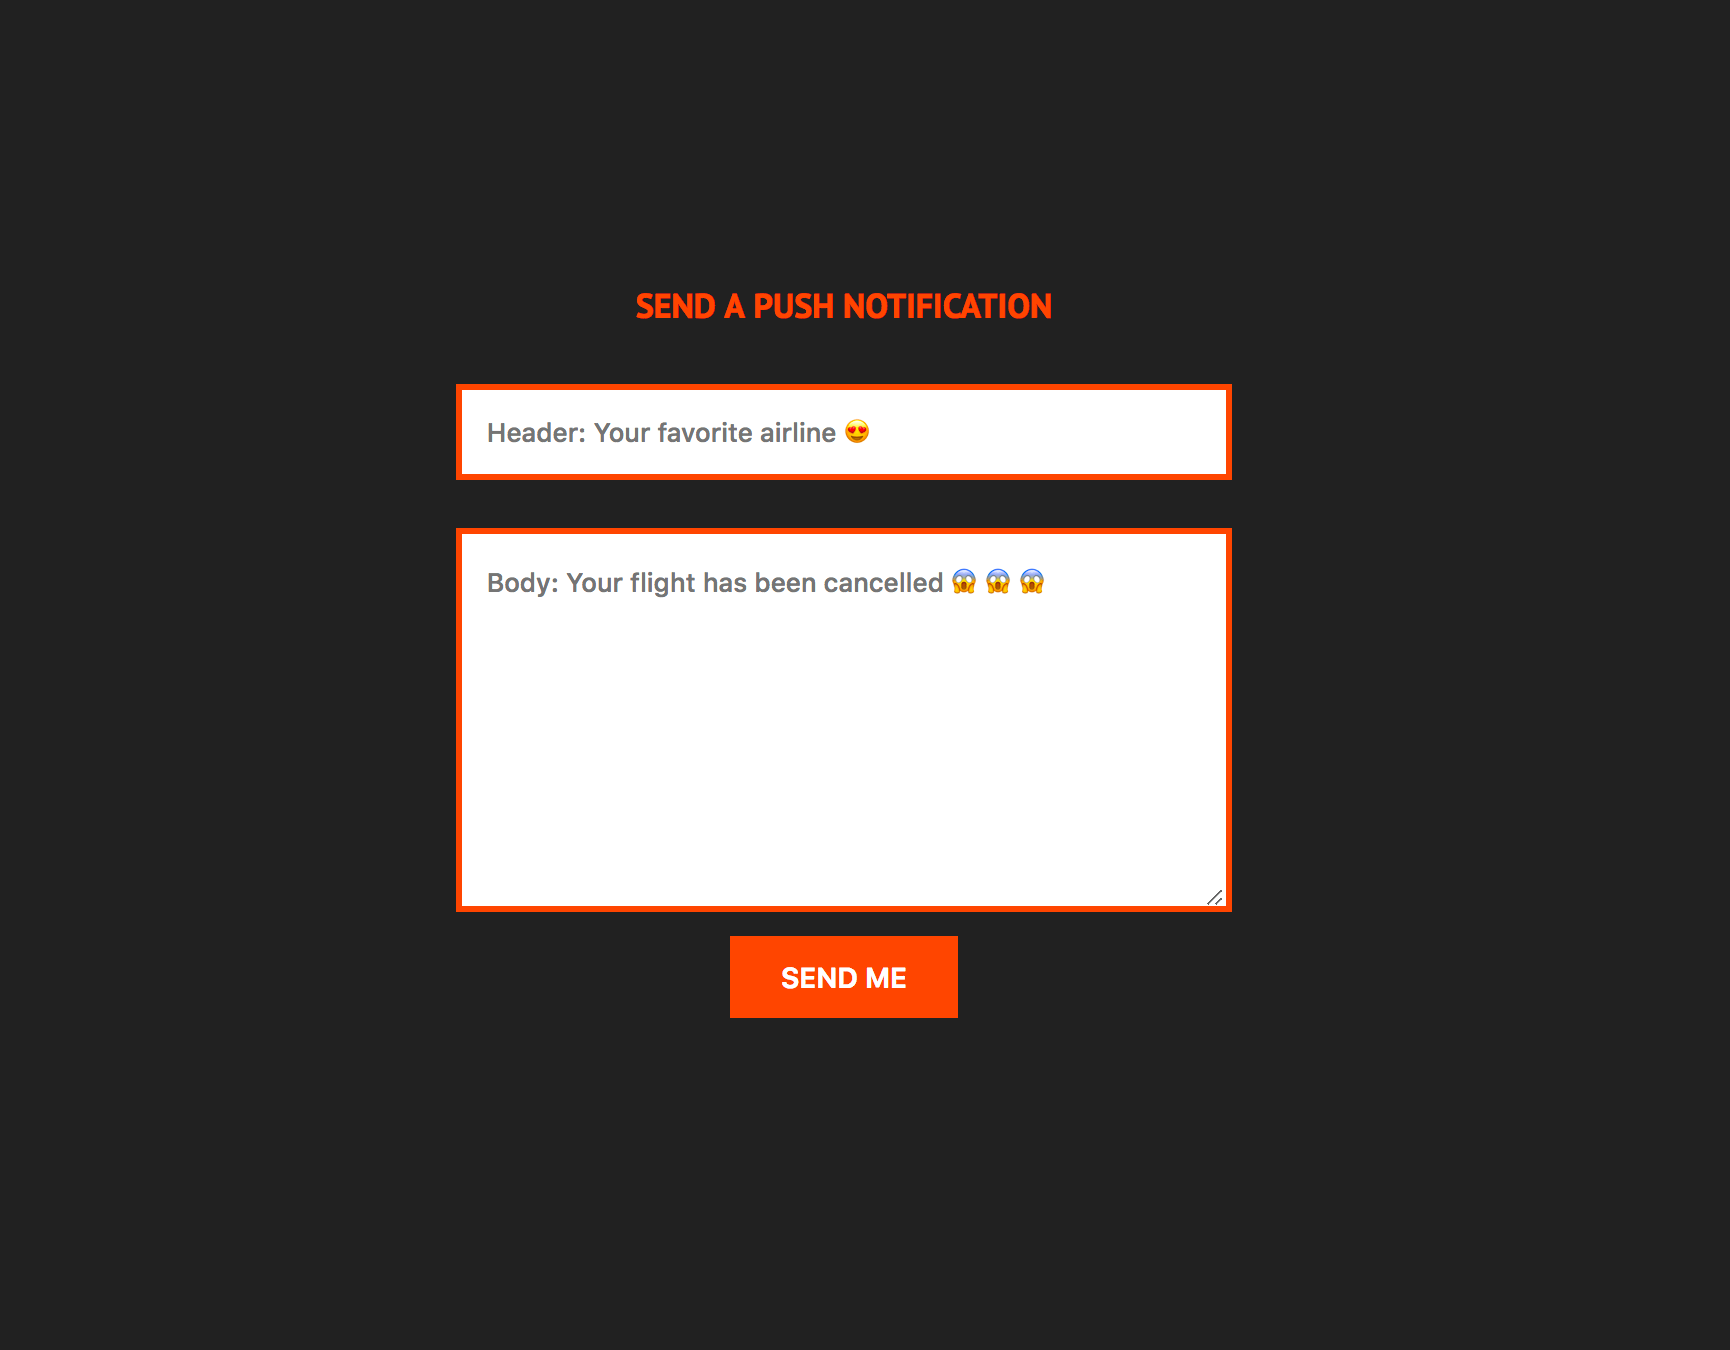 SEND A PUSH NOTIFICATION
Header: Your favorite airline 😍
Body: Your flight has been cancelled 😱 😱 😱
SEND ME